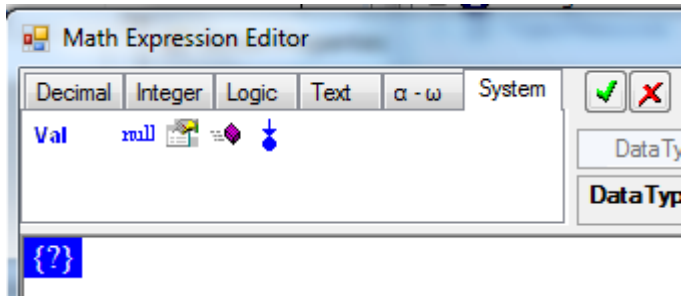 Math Expression Editor
Decimal Integer Logic Text α - ω System
Val null
DataTy
DataTyp
{?}